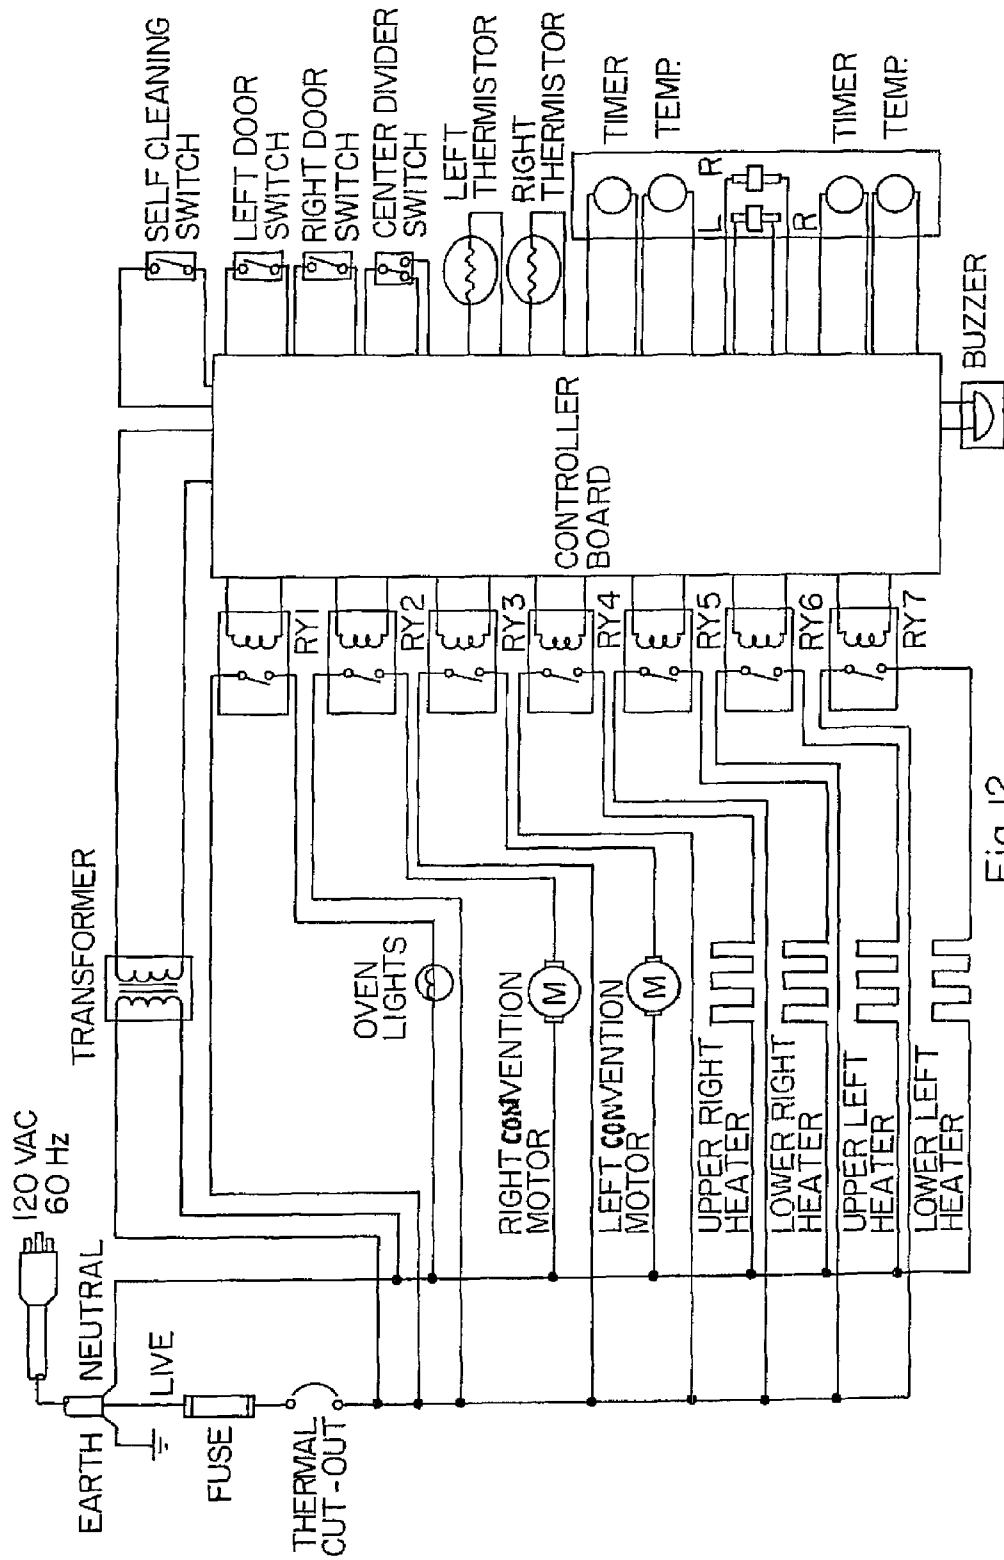 120 VAC
60 Hz
EARTH
NEUTRAL
LIVE
FUSE
THERMAL
CUT-OUT
TRANSFORMER
OVEN
LIGHTS
RIGHT CONVENTION
MOTOR
M
LEFT CONVENTION
MOTOR
M
UPPER RIGHT
HEATER
LOWER RIGHT
HEATER
UPPER LEFT
HEATER
LOWER LEFT
HEATER
RY1
RY2
RY3
RY4
RY5
RY6
RY7
CONTROLLER
BOARD
SELF CLEANING
SWITCH
LEFT DOOR
SWITCH
RIGHT DOOR
SWITCH
CENTER DIVIDER
SWITCH
LEFT
THERMISTOR
RIGHT
THERMISTOR
TIMER
TEMP.
L
R
R
TIMER
TEMP.
BUZZER
Fig. 12